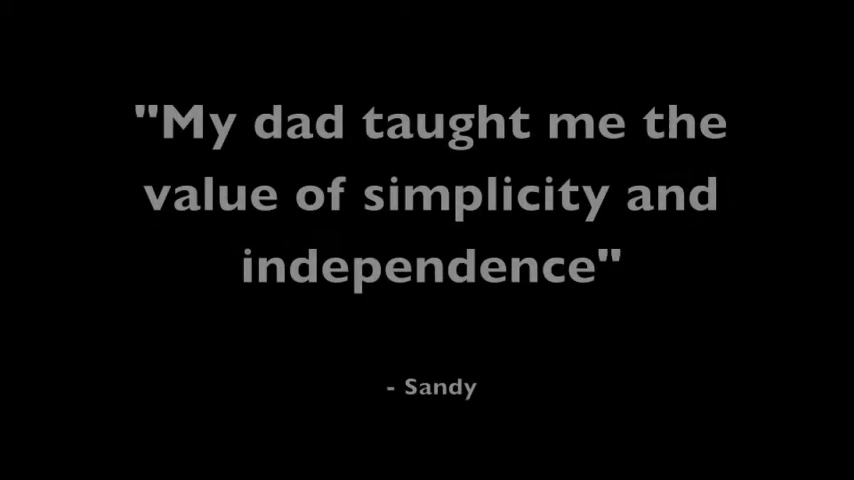 "My dad taught me the
value of simplicity and
independence"
- Sandy